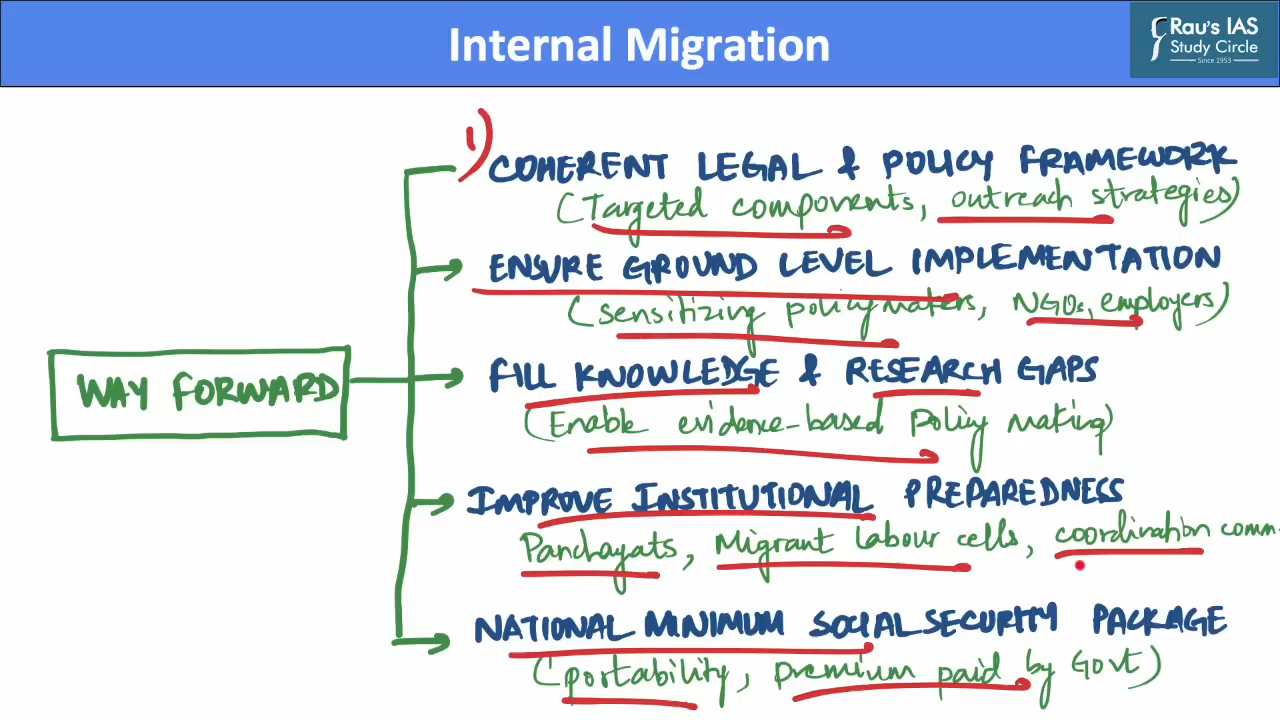 Internal Migration
Rau's IAS
Study Circle
Since 1953
1)
COHERENT LEGAL & POLICY FRAMEWORK
(Targeted components, outreach strategies)
ENSURE GROUND LEVEL IMPLEMENTATION
(sensitizing policymakers, NGOs, employers)
FILL KNOWLEDGE & RESEARCH GAPS
(Enable evidence-based policy making)
WAY FORWARD
IMPROVE INSTITUTIONAL PREPAREDNESS
Panchayats, Migrant labour cells, coordination comm
NATIONAL MINIMUM SOCIAL SECURITY PACKAGE
(portability, premium paid by Govt)